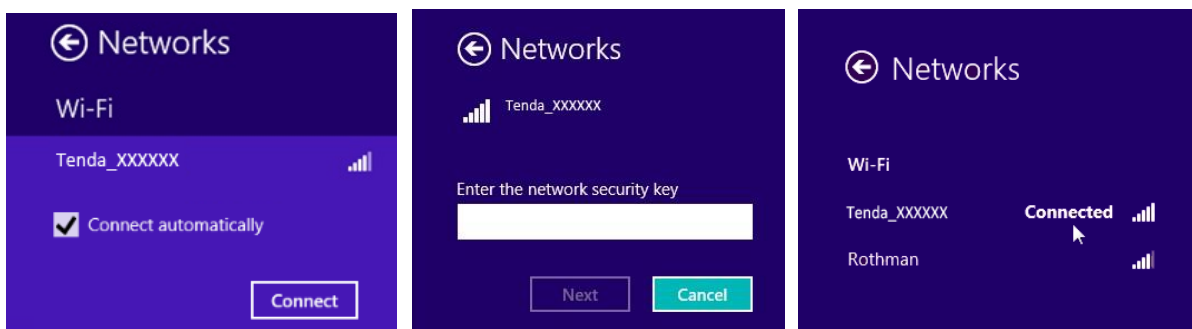 Networks
Wi-Fi
Tenda_XXXXXX
Connect automatically
Connect
Networks
Tenda_XXXXXX
Enter the network security key
Next
Cancel
Networks
Wi-Fi
Tenda_XXXXXX Connected
Rothman